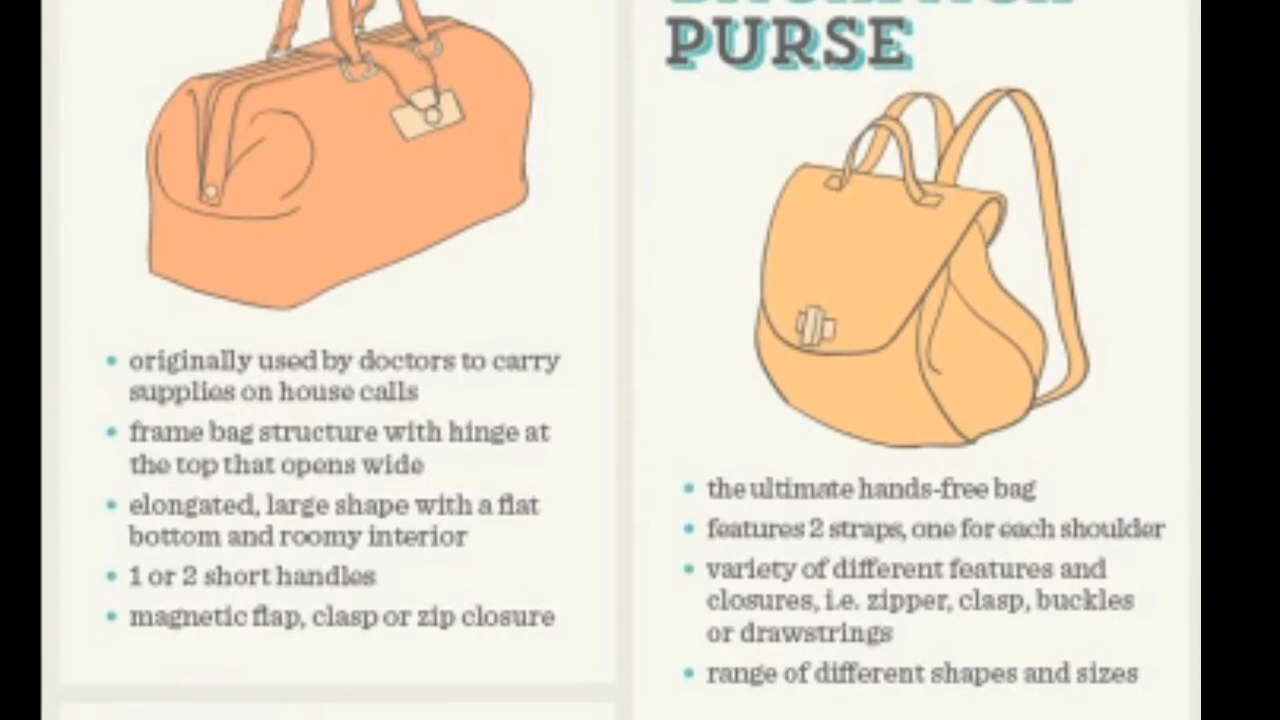 originally used by doctors to carry
supplies on house calls
frame bag structure with hinge at
the top that opens wide
elongated, large shape with a flat
bottom and roomy interior
1 or 2 short handles
magnetic flap, clasp or zip closure
PURSE
the ultimate hands-free bag
features 2 straps, one for each shoulder
variety of different features and
closures, i.e. zipper, clasp, buckles
or drawstrings
range of different shapes and sizes